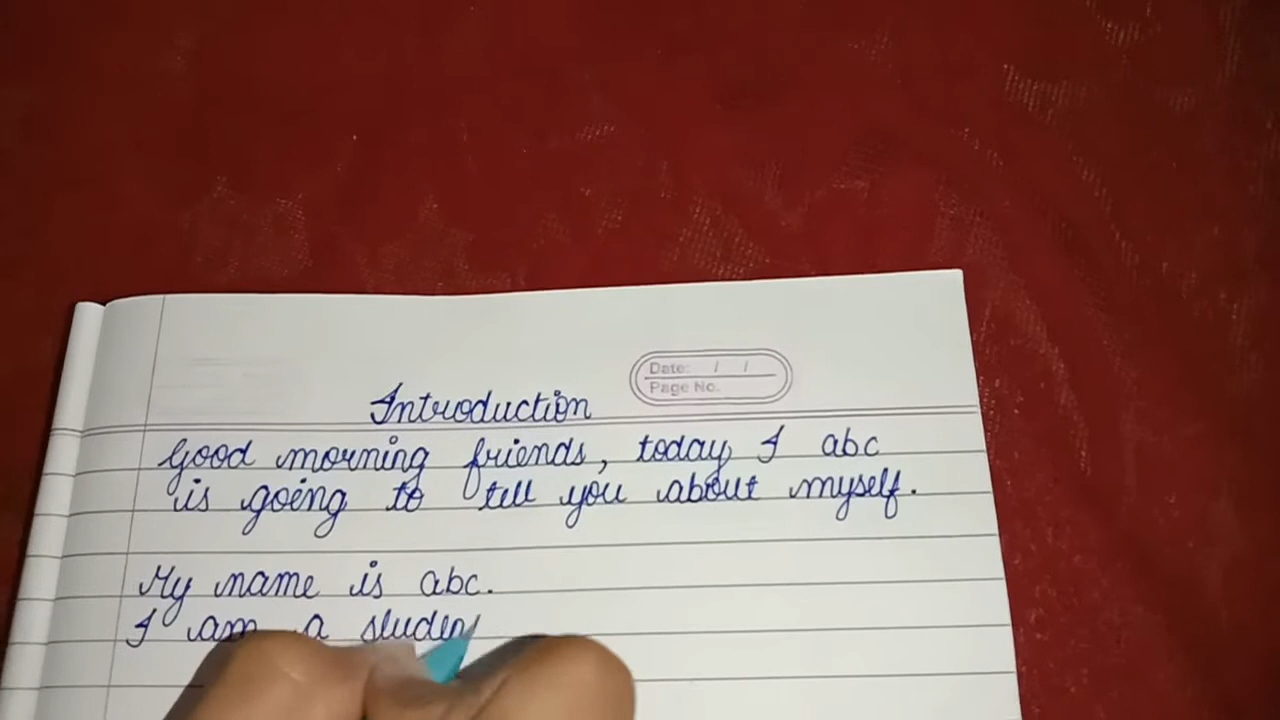 Date: / /
Page No.
Introduction
Good morning friends, today I abc
is going to tell you about myself.
My name is abc.
I am a studen